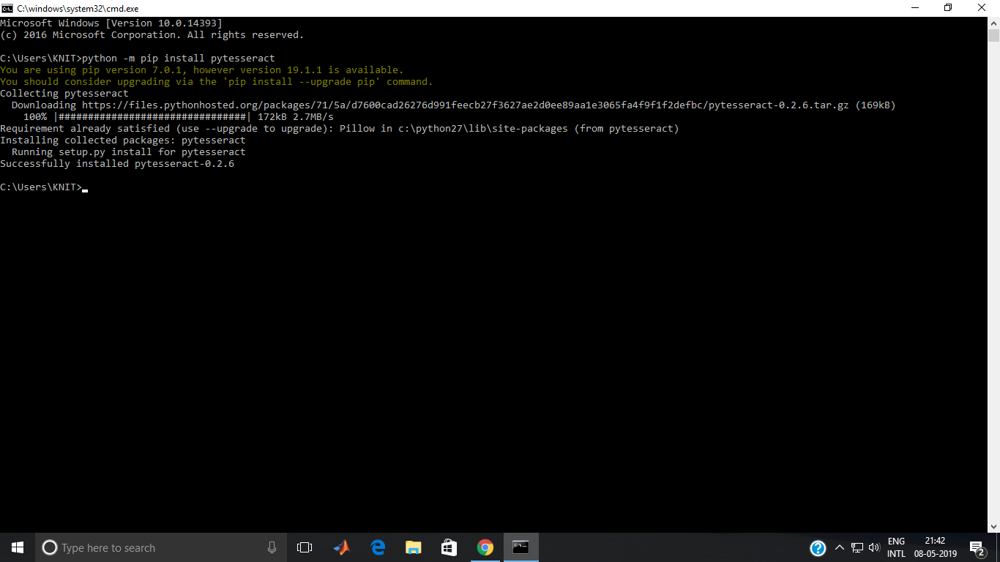 C:\windows\system32\cmd.exe
Microsoft Windows [Version 10.0.14393]
(c) 2016 Microsoft Corporation. All rights reserved.
C:\Users\KNIT>python -m pip install pytesseract
You are using pip version 7.0.1, however version 19.1.1 is available.
You should consider upgrading via the 'pip install --upgrade pip' command.
Collecting pytesseract
  Downloading https://files.pythonhosted.org/packages/71/5a/d7600cad26276d991feecb27f3627ae2d0ee89aa1e3065fa4f9f1f2defbc/pytesseract-0.2.6.tar.gz (169kB)
    100% |################################| 172kB 2.7MB/s
Requirement already satisfied (use --upgrade to upgrade): Pillow in c:\python27\lib\site-packages (from pytesseract)
Installing collected packages: pytesseract
  Running setup.py install for pytesseract
Successfully installed pytesseract-0.2.6
C:\Users\KNIT>
Type here to search
ENG
INTL
21:42
08-05-2019
2